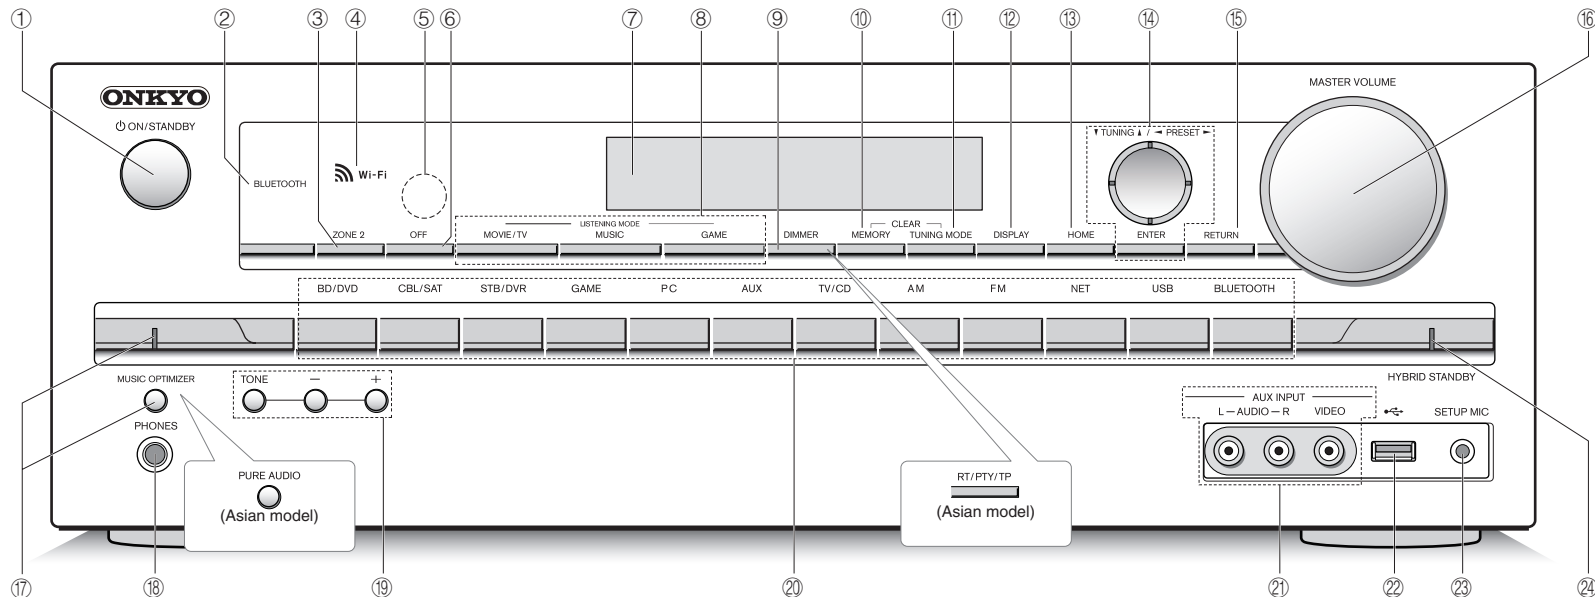 ① ② ③ ④ ⑤ ⑥ ⑦ ⑧ ⑨ ⑩ ⑪ ⑫ ⑬ ⑭ ⑮ ⑯
ONKYO
MASTER VOLUME
ON/STANDBY
▼ TUNING ▲ / ◄ PRESET ►
Wi-Fi
BLUETOOTH
LISTENING MODE
CLEAR
ZONE 2 OFF MOVIE/TV MUSIC GAME DIMMER MEMORY TUNING MODE DISPLAY HOME ENTER RETURN
BD/DVD CBL/SAT STB/DVR GAME PC AUX TV/CD AM FM NET USB BLUETOOTH
MUSIC OPTIMIZER TONE − + HYBRID STANDBY
AUX INPUT
L AUDIO R VIDEO SETUP MIC
PHONES
PURE AUDIO
(Asian model)
RT/PTY/TP
(Asian model)
⑰ ⑱ ⑲ ⑳ ㉑ ㉒ ㉓ ㉔